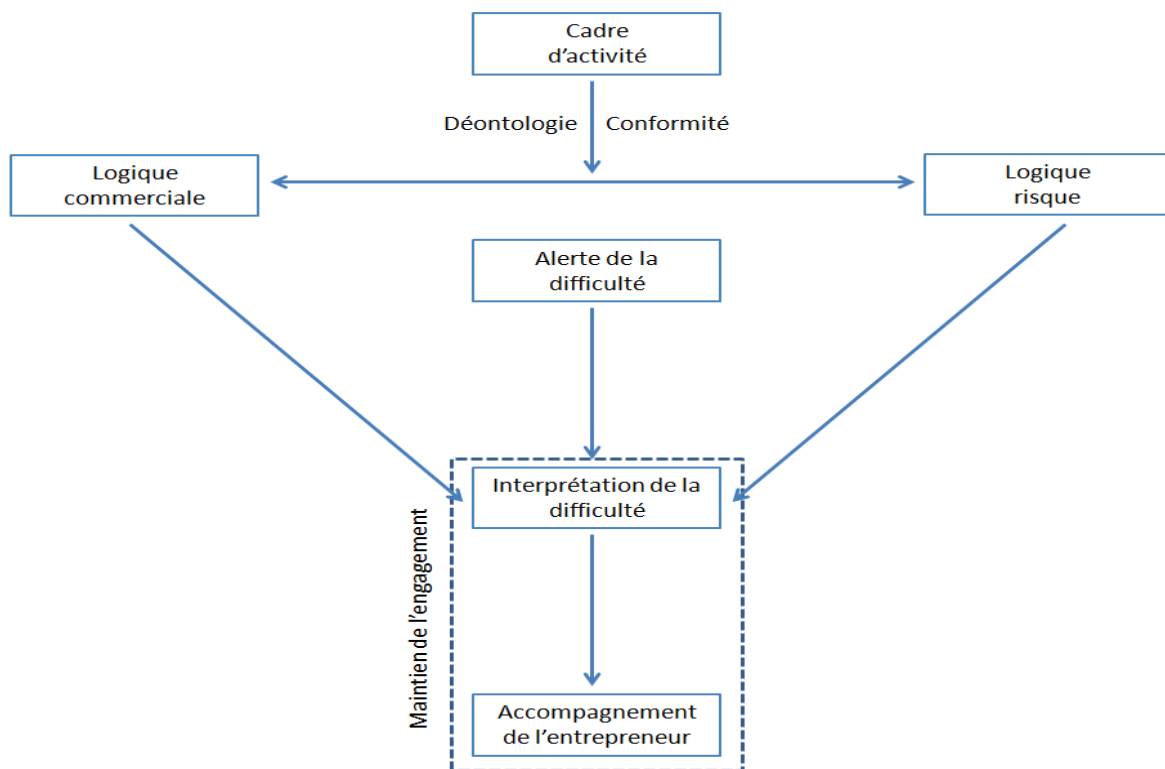 Cadre
d’activité
Déontologie
Conformité
Logique
commerciale
Logique
risque
Alerte de la
difficulté
Interprétation de la
difficulté
Maintien de l’engagement
Accompagnement
de l’entrepreneur